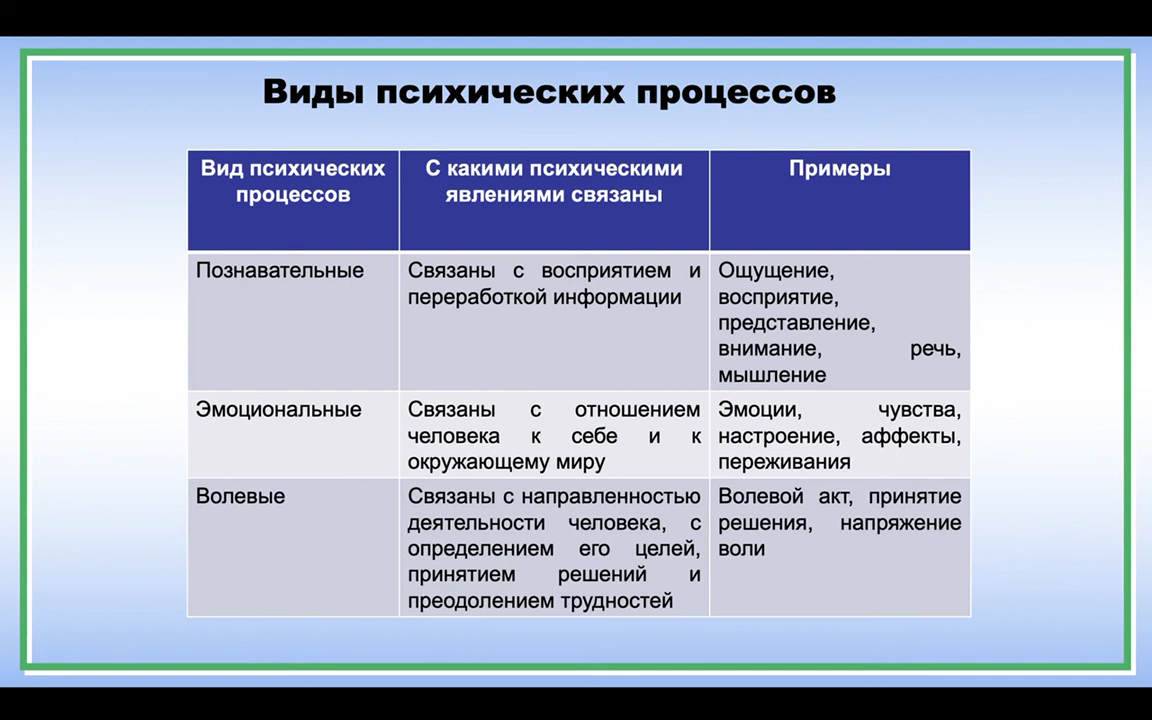 Виды психических процессов
Вид психических
процессов
С какими психическими
явлениями связаны
Примеры
Познавательные
Связаны с восприятием и
переработкой информации
Ощущение,
восприятие,
представление,
внимание, речь,
мышление
Эмоциональные
Связаны с отношением
человека к себе и к
окружающему миру
Эмоции, чувства,
настроение, аффекты,
переживания
Волевые
Связаны с направленностью
деятельности человека, с
определением его целей,
принятием решений и
преодолением трудностей
Волевой акт, принятие
решения, напряжение
воли